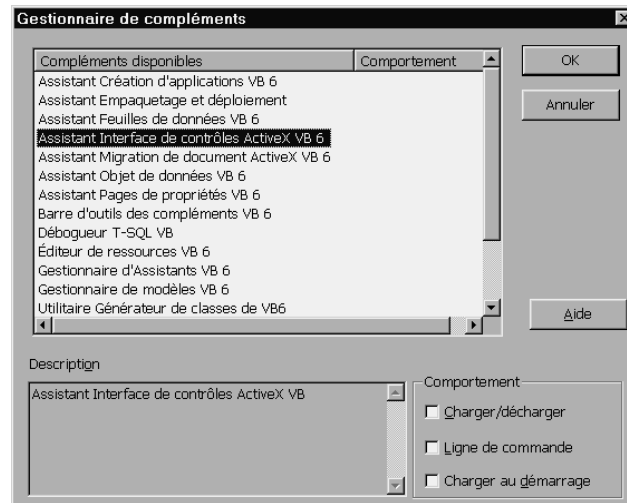 Gestionnaire de compléments
Compléments disponibles Comportement
Assistant Création d'applications VB 6
Assistant Empaquetage et déploiement
Assistant Feuilles de données VB 6
Assistant Interface de contrôles ActiveX VB 6
Assistant Migration de document ActiveX VB 6
Assistant Objet de données VB 6
Assistant Pages de propriétés VB 6
Barre d'outils des compléments VB 6
Débogueur T-SQL VB
Éditeur de ressources VB 6
Gestionnaire d'Assistants VB 6
Gestionnaire de modèles VB 6
Utilitaire Générateur de classes de VB6
OK
Annuler
Aide
Description
Assistant Interface de contrôles ActiveX VB
Comportement
Charger/décharger
Ligne de commande
Charger au démarrage